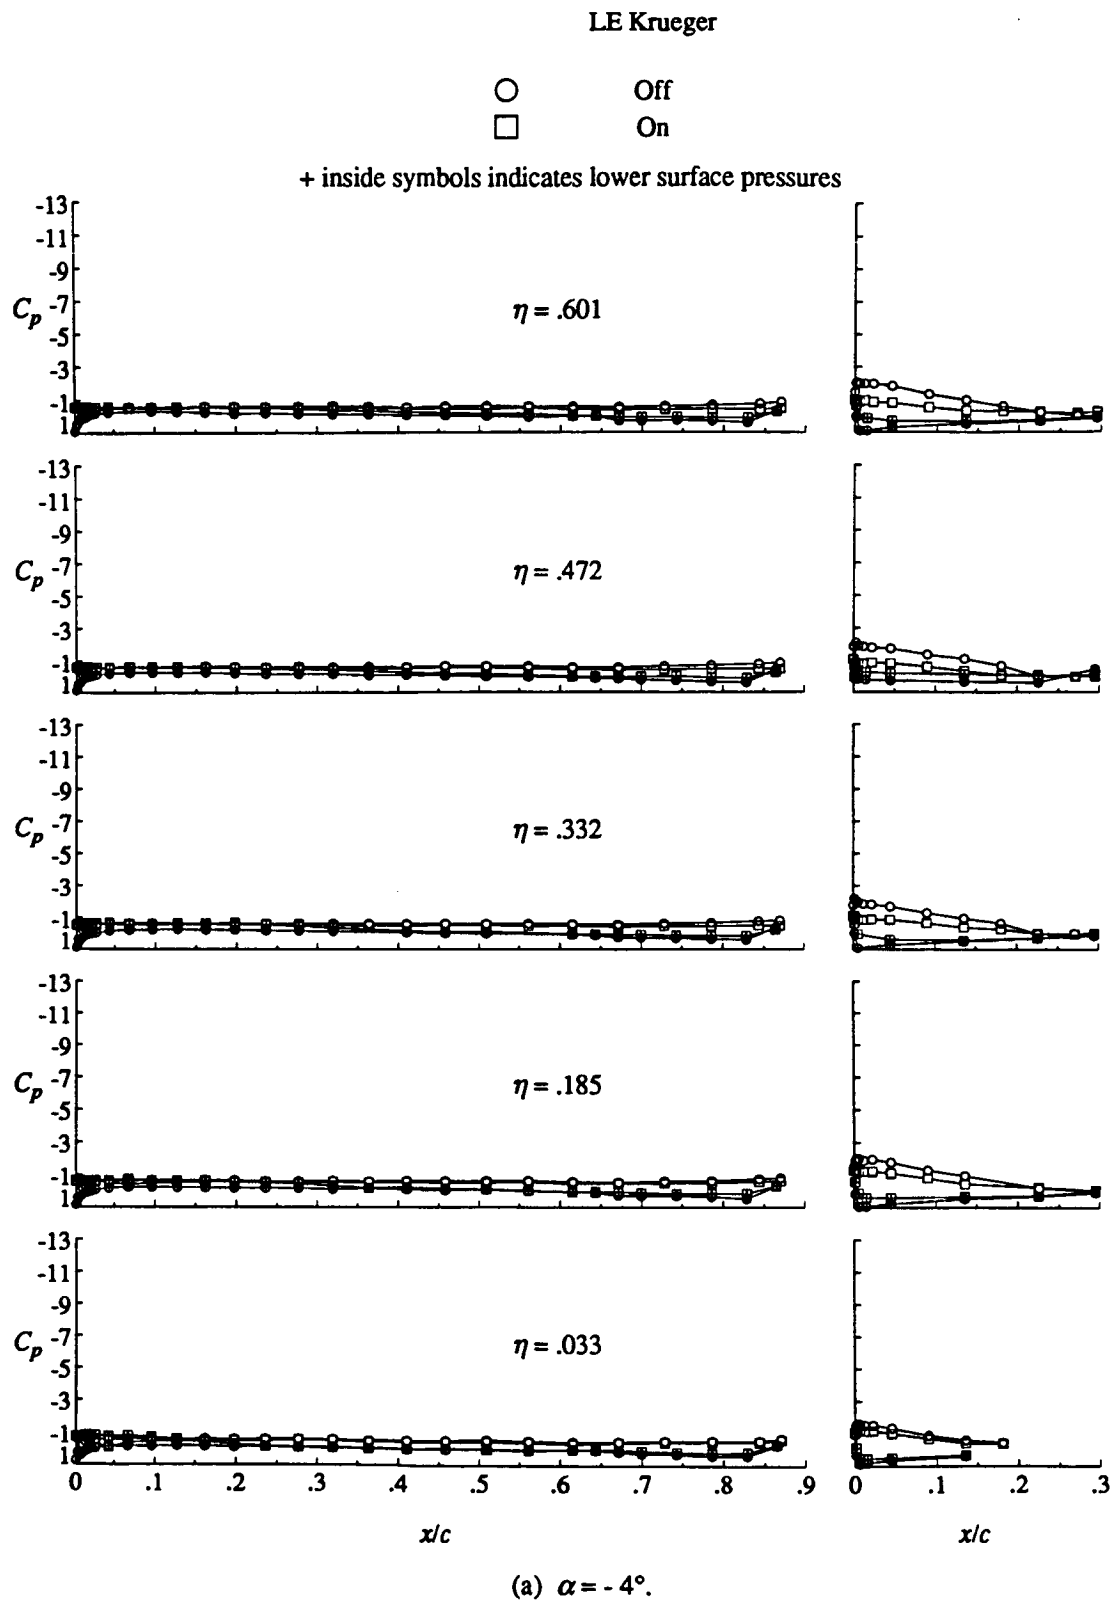 LE Krueger
Off
On
+ inside symbols indicates lower surface pressures
-13
-11
-9
C_p -7
-5
-3
-1
1
η = .601
-13
-11
-9
C_p -7
-5
-3
-1
1
η = .472
-13
-11
-9
C_p -7
-5
-3
-1
1
η = .332
-13
-11
-9
C_p -7
-5
-3
-1
1
η = .185
-13
-11
-9
C_p -7
-5
-3
-1
1
η = .033
0 .1 .2 .3 .4 .5 .6 .7 .8 .9 0 .1 .2 .3
x/c x/c
(a) α = - 4°.